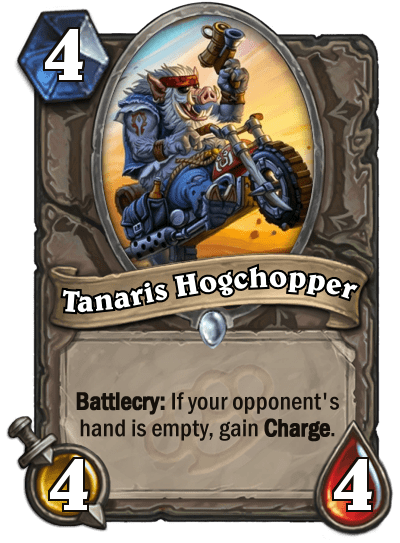 4
Tanaris Hogchopper
Battlecry: If your opponent's
hand is empty, gain Charge.
4
4